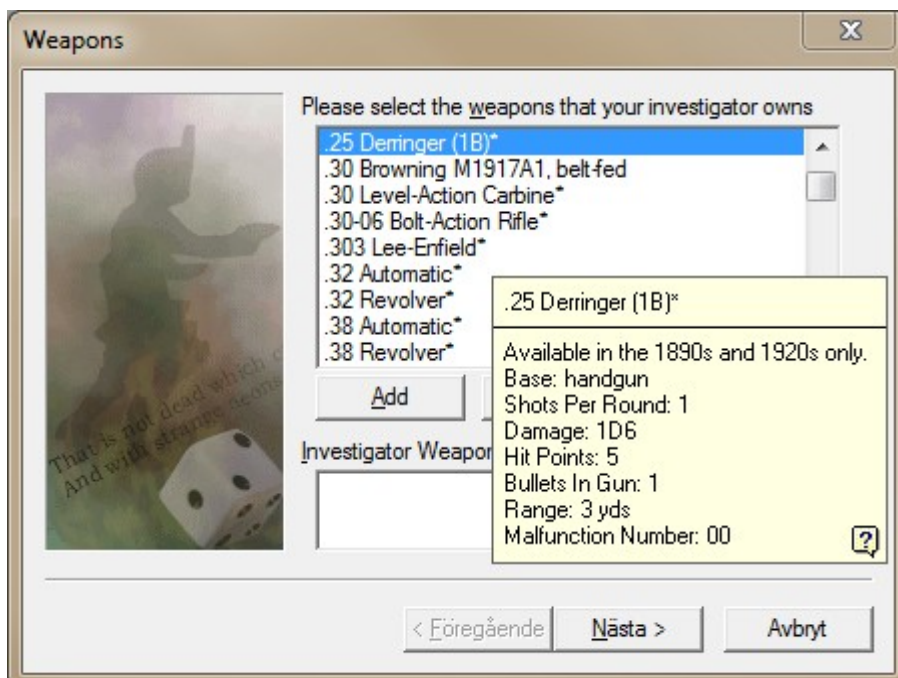 Weapons
Please select the weapons that your investigator owns
.25 Derringer (1B)*
.30 Browning M1917A1, belt-fed
.30 Level-Action Carbine*
.30-06 Bolt-Action Rifle*
.303 Lee-Enfield*
.32 Automatic*
.32 Revolver*
.38 Automatic*
.38 Revolver*
.25 Derringer (1B)*
Available in the 1890s and 1920s only.
Base: handgun
Shots Per Round: 1
Damage: 1D6
Hit Points: 5
Bullets In Gun: 1
Range: 3 yds
Malfunction Number: 00
Add
Investigator Weapon
That is not dead which c
And with strange aeons
< Föregående
Nästa >
Avbryt